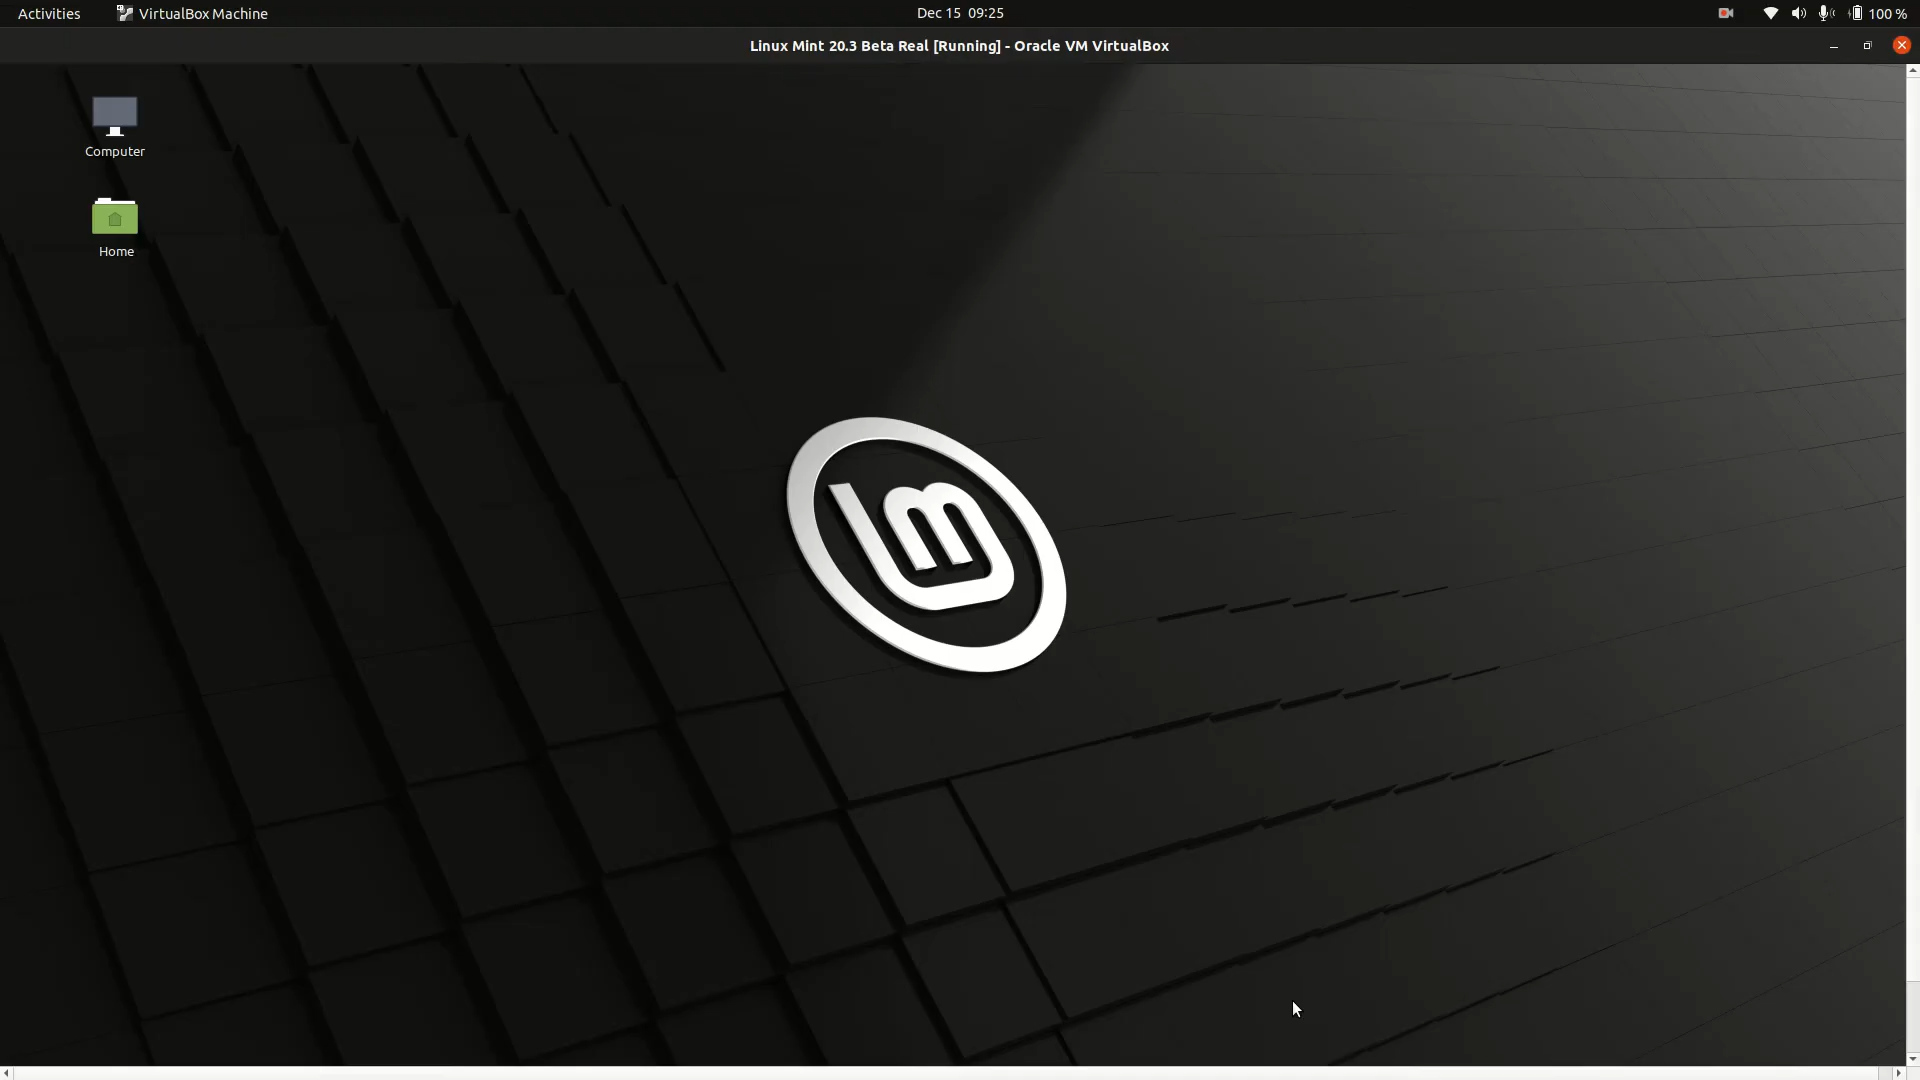 Activities VirtualBox Machine Dec 15 09:25 100 %
Linux Mint 20.3 Beta Real [Running] - Oracle VM VirtualBox
Computer
Home
lm